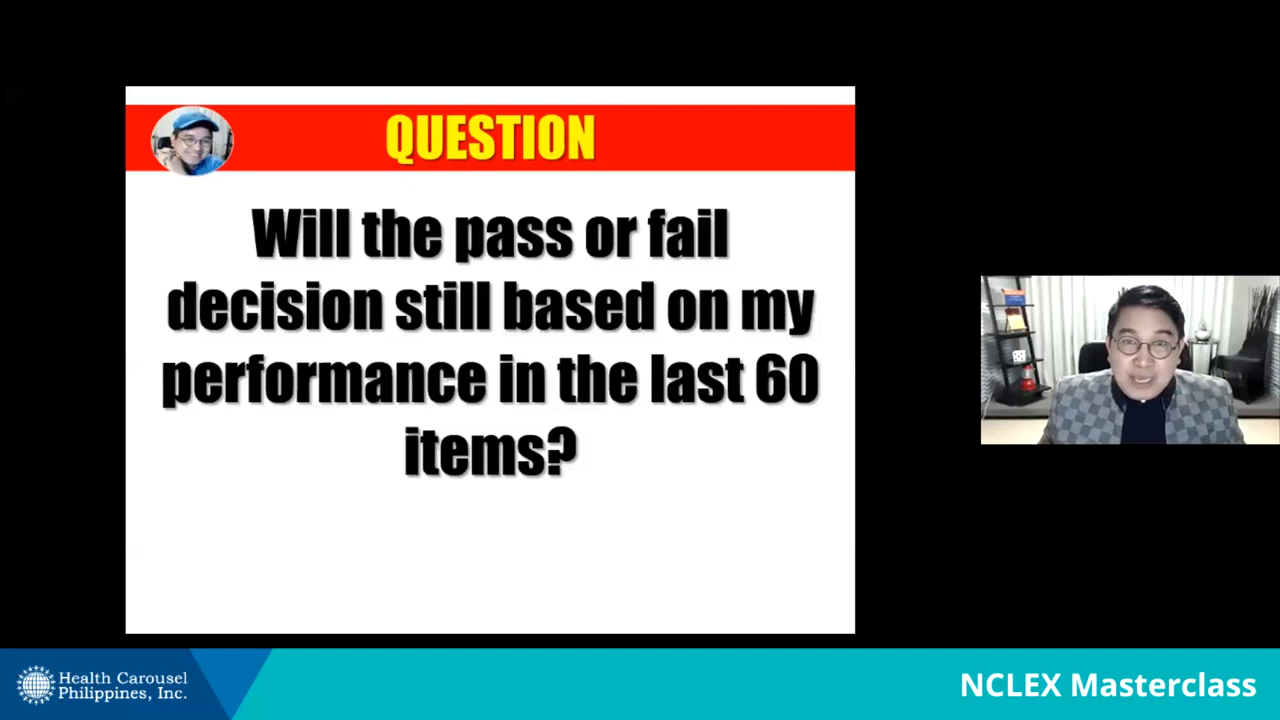 QUESTION
Will the pass or fail
decision still based on my
performance in the last 60
items?
Health Carousel
Philippines, Inc.
NCLEX Masterclass